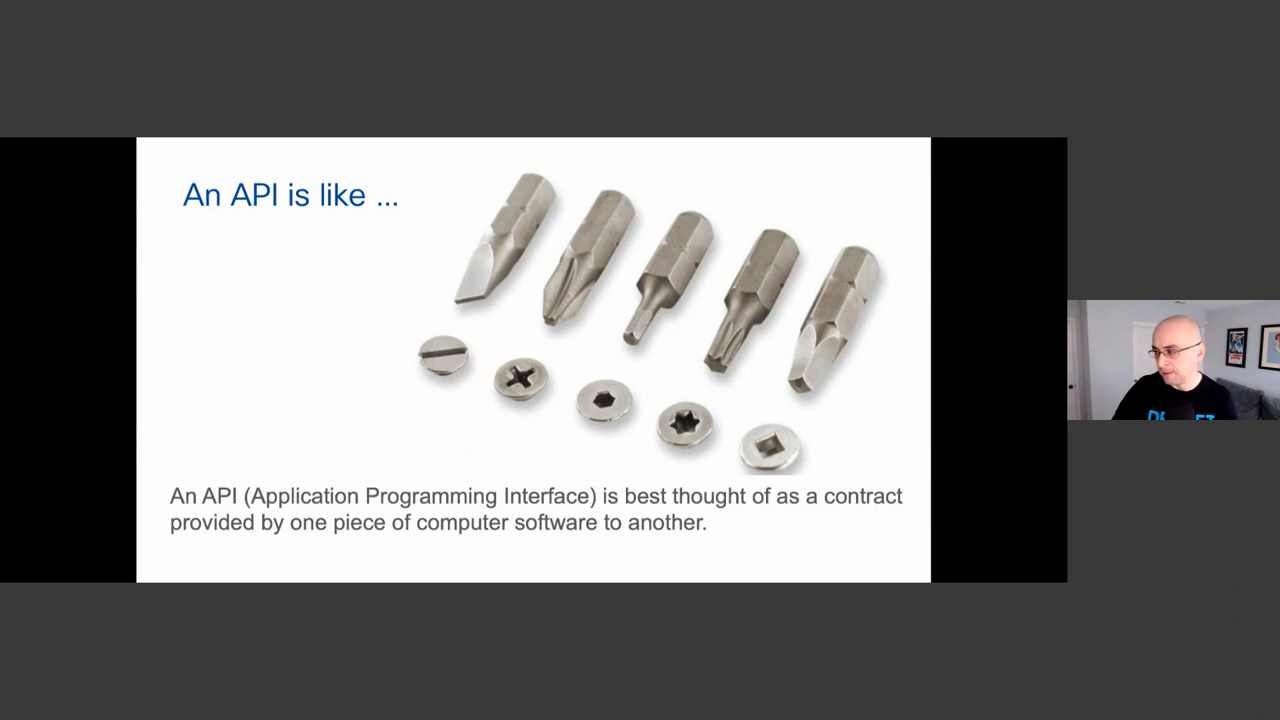 An API is like ...
An API (Application Programming Interface) is best thought of as a contract
provided by one piece of computer software to another.